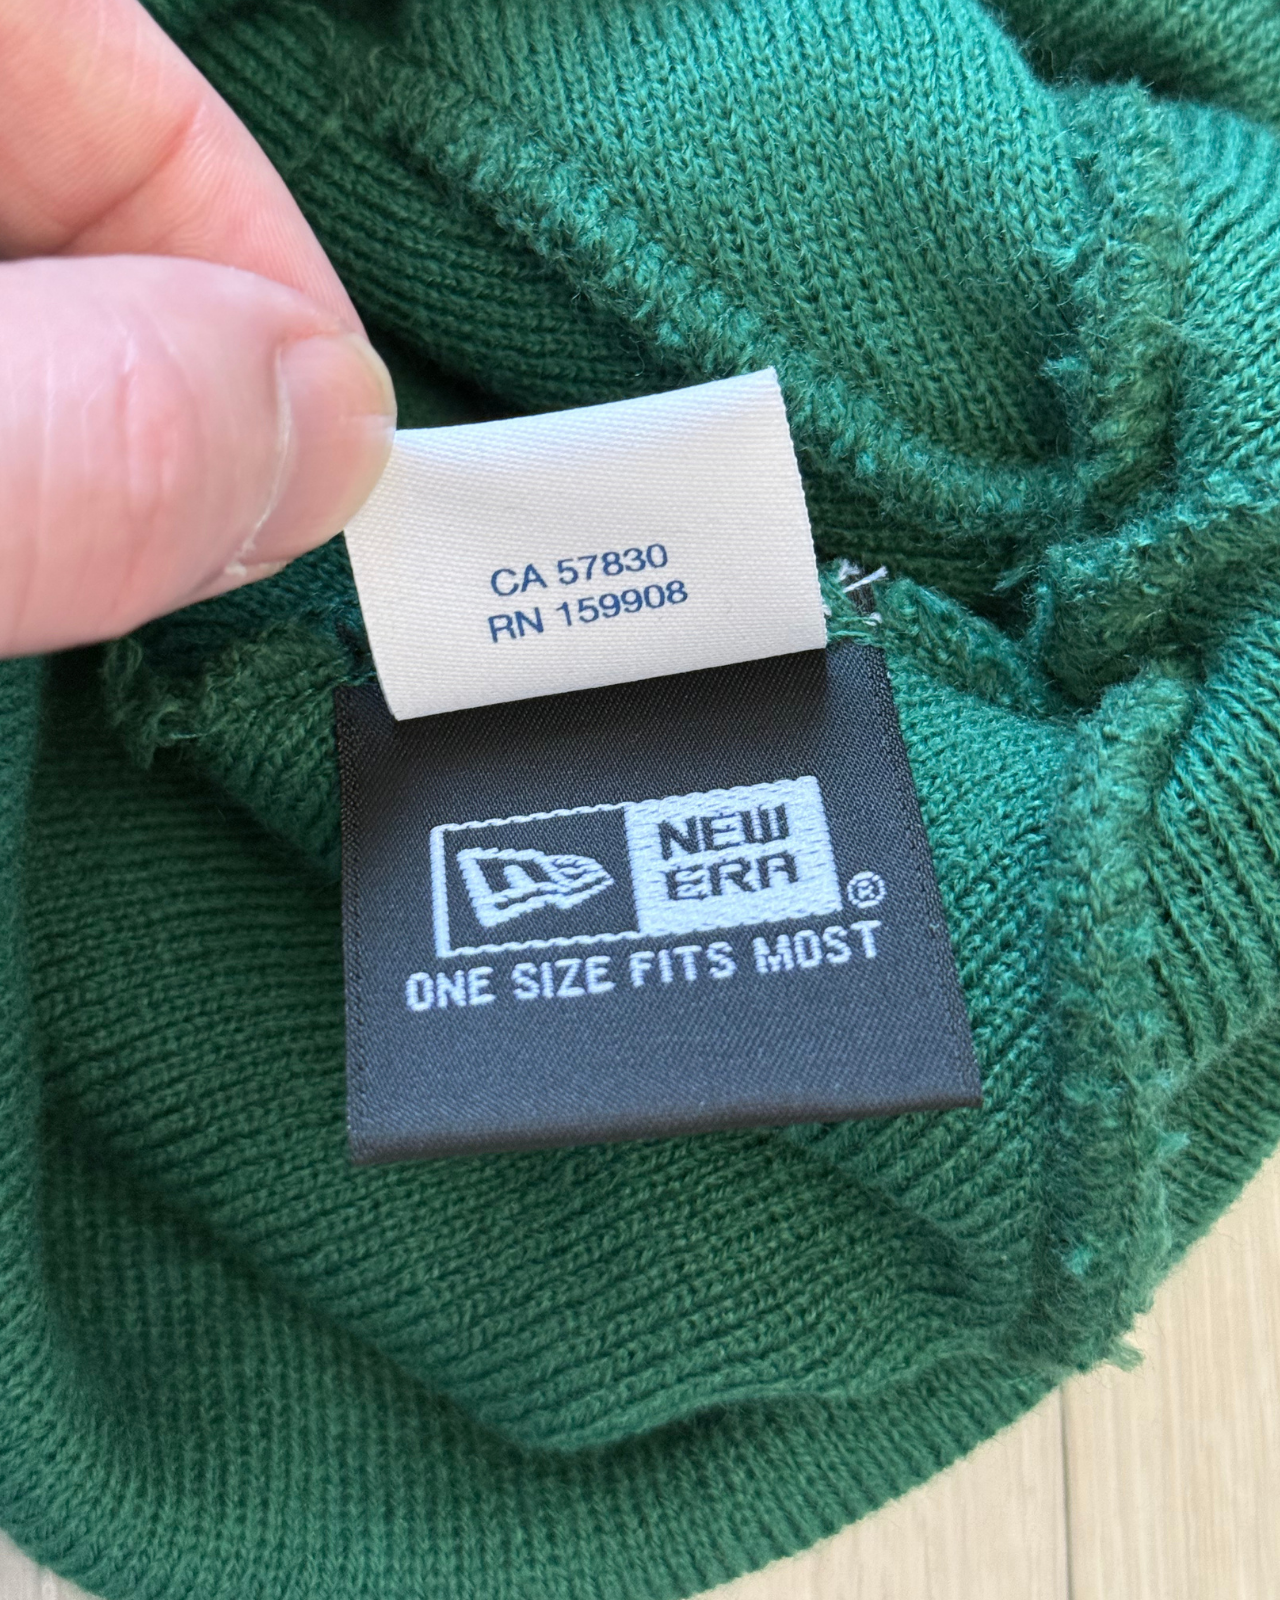 CA 57830
RN 159908
NEW
ERA®
ONE SIZE FITS MOST